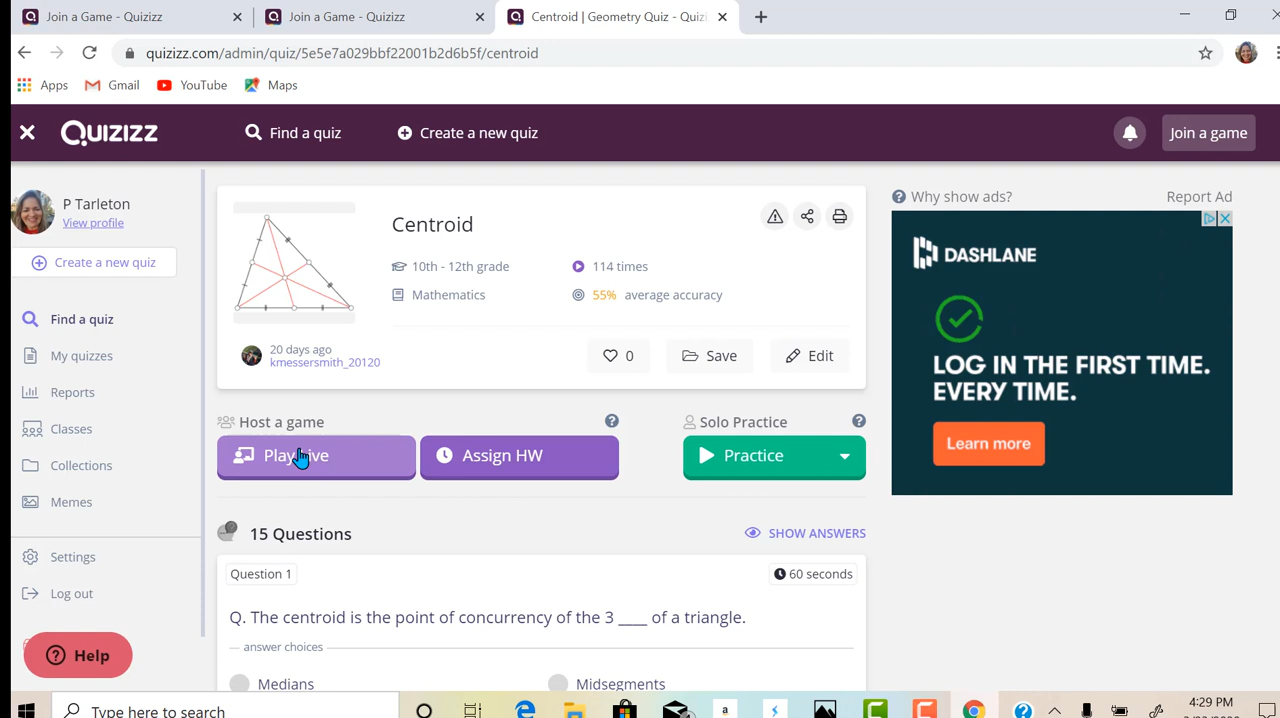 Join a Game - Quizizz
Join a Game - Quizizz
Centroid | Geometry Quiz - Quizi
quizizz.com/admin/quiz/5e5e7a029bbf22001b2d6b5f/centroid
Apps Gmail YouTube Maps
Quizizz Find a quiz Create a new quiz Join a game
P Tarleton
View profile
Create a new quiz
Find a quiz
My quizzes
Reports
Classes
Collections
Memes
Settings
Log out
Help
Centroid
10th - 12th grade 114 times
Mathematics 55% average accuracy
20 days ago
kmessersmith_20120
0 Save Edit
Host a game
Play Live Assign HW
Solo Practice
Practice
15 Questions SHOW ANSWERS
Question 1 60 seconds
Q. The centroid is the point of concurrency of the 3 ____ of a triangle.
answer choices
Medians Midsegments
Why show ads? Report Ad
DASHLANE
LOG IN THE FIRST TIME.
EVERY TIME.
Learn more
Type here to search
4:29 PM